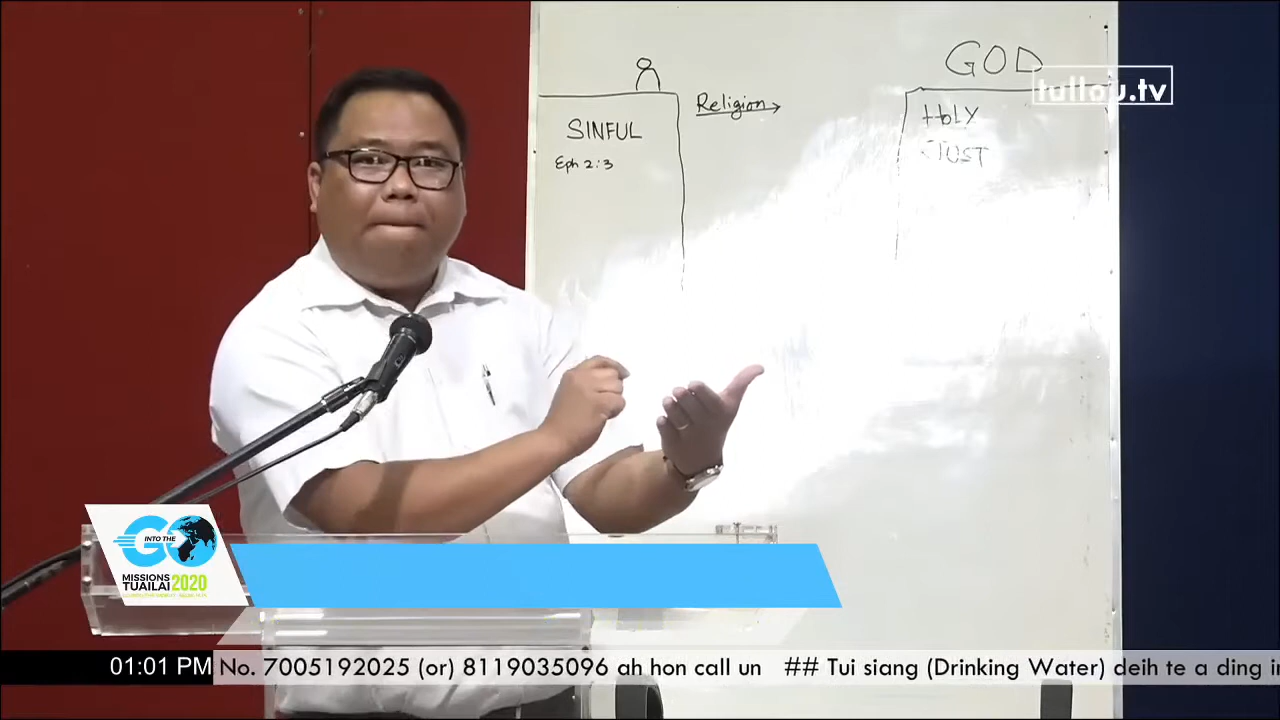 GOD
tullou.tv
Religion
HOLY
SINFUL
JUST
Eph 2:3
GO
INTO THE
MISSIONS
TUAILAI 2020
01:01 PM
No. 7005192025 (or) 8119035096 ah hon call un ## Tui siang (Drinking Water) deih te a ding in